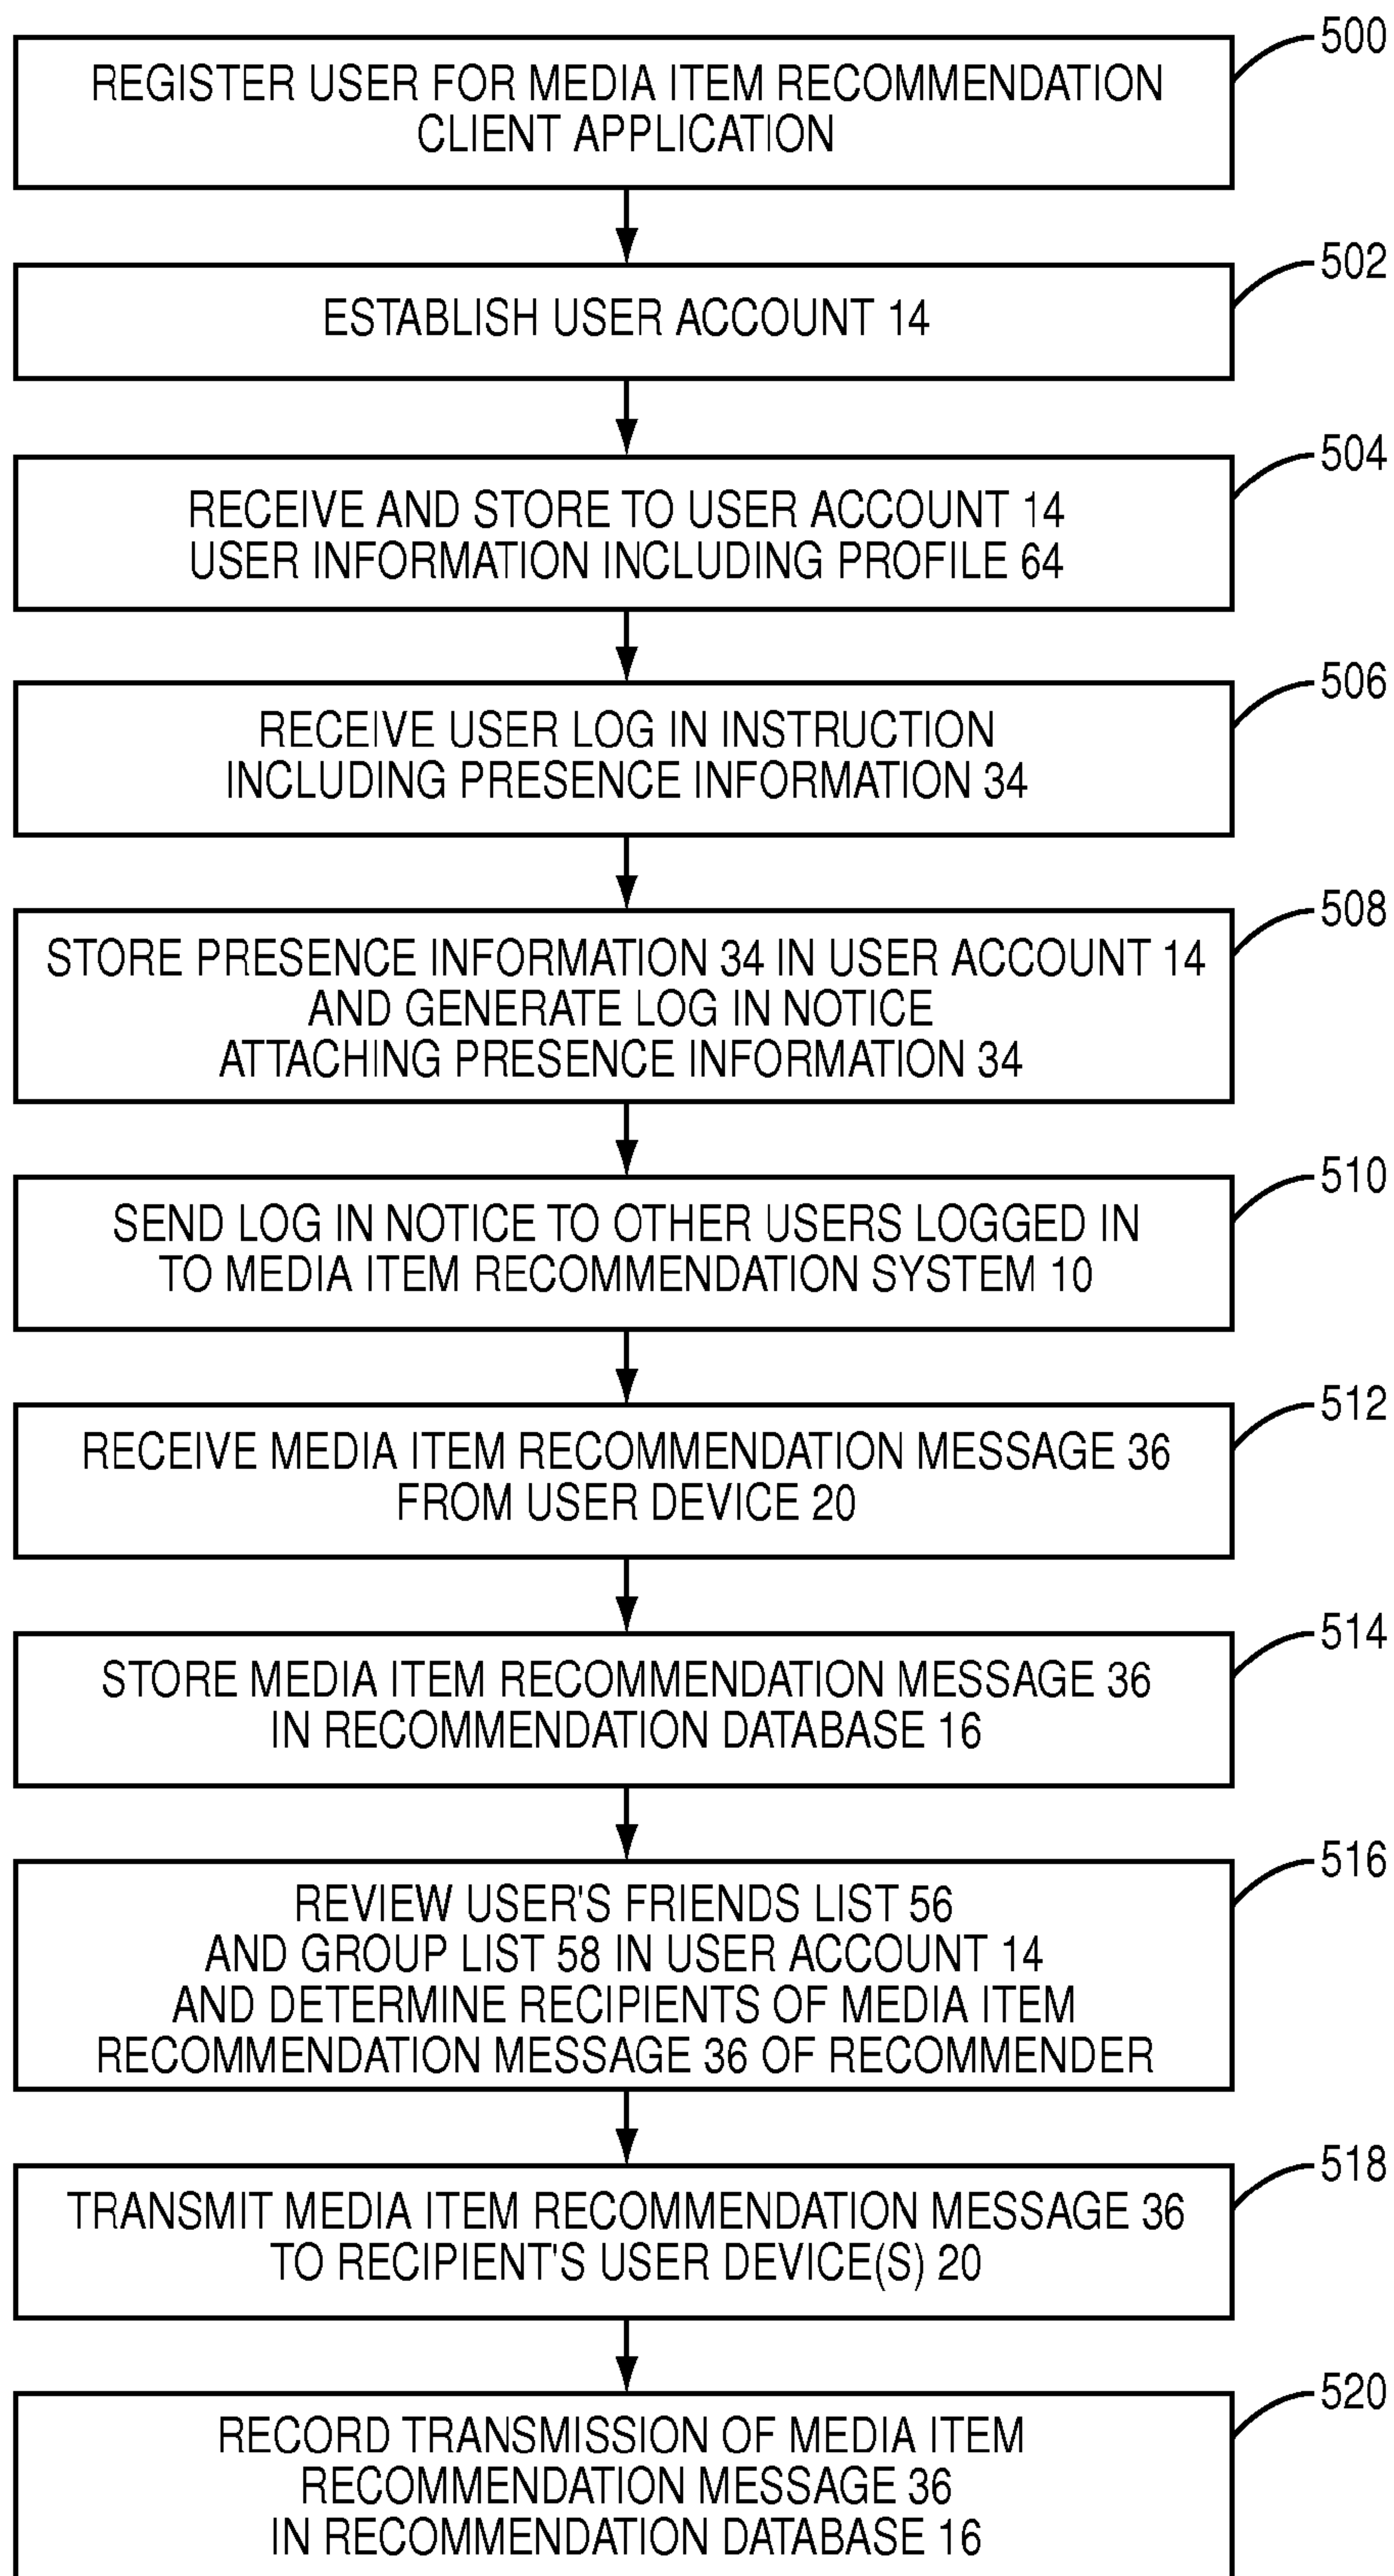 500
REGISTER USER FOR MEDIA ITEM RECOMMENDATION
CLIENT APPLICATION
502
ESTABLISH USER ACCOUNT 14
504
RECEIVE AND STORE TO USER ACCOUNT 14
USER INFORMATION INCLUDING PROFILE 64
506
RECEIVE USER LOG IN INSTRUCTION
INCLUDING PRESENCE INFORMATION 34
508
STORE PRESENCE INFORMATION 34 IN USER ACCOUNT 14
AND GENERATE LOG IN NOTICE
ATTACHING PRESENCE INFORMATION 34
510
SEND LOG IN NOTICE TO OTHER USERS LOGGED IN
TO MEDIA ITEM RECOMMENDATION SYSTEM 10
512
RECEIVE MEDIA ITEM RECOMMENDATION MESSAGE 36
FROM USER DEVICE 20
514
STORE MEDIA ITEM RECOMMENDATION MESSAGE 36
IN RECOMMENDATION DATABASE 16
516
REVIEW USER'S FRIENDS LIST 56
AND GROUP LIST 58 IN USER ACCOUNT 14
AND DETERMINE RECIPIENTS OF MEDIA ITEM
RECOMMENDATION MESSAGE 36 OF RECOMMENDER
518
TRANSMIT MEDIA ITEM RECOMMENDATION MESSAGE 36
TO RECIPIENT'S USER DEVICE(S) 20
520
RECORD TRANSMISSION OF MEDIA ITEM
RECOMMENDATION MESSAGE 36
IN RECOMMENDATION DATABASE 16